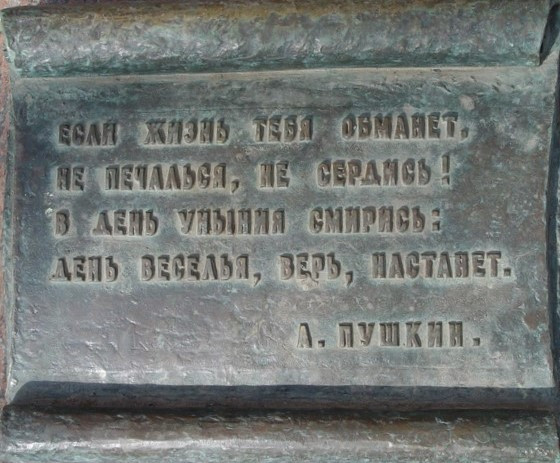 ЕСЛИ ЖИЗНЬ ТЕБЯ ОБМАНЕТ.
НЕ ПЕЧАЛЬСЯ, НЕ СЕРДИСЬ!
В ДЕНЬ УНЫНИЯ СМИРИСЬ:
ДЕНЬ ВЕСЕЛЬЯ, ВЕРЬ, НАСТАНЕТ.
А. ПУШКИН.